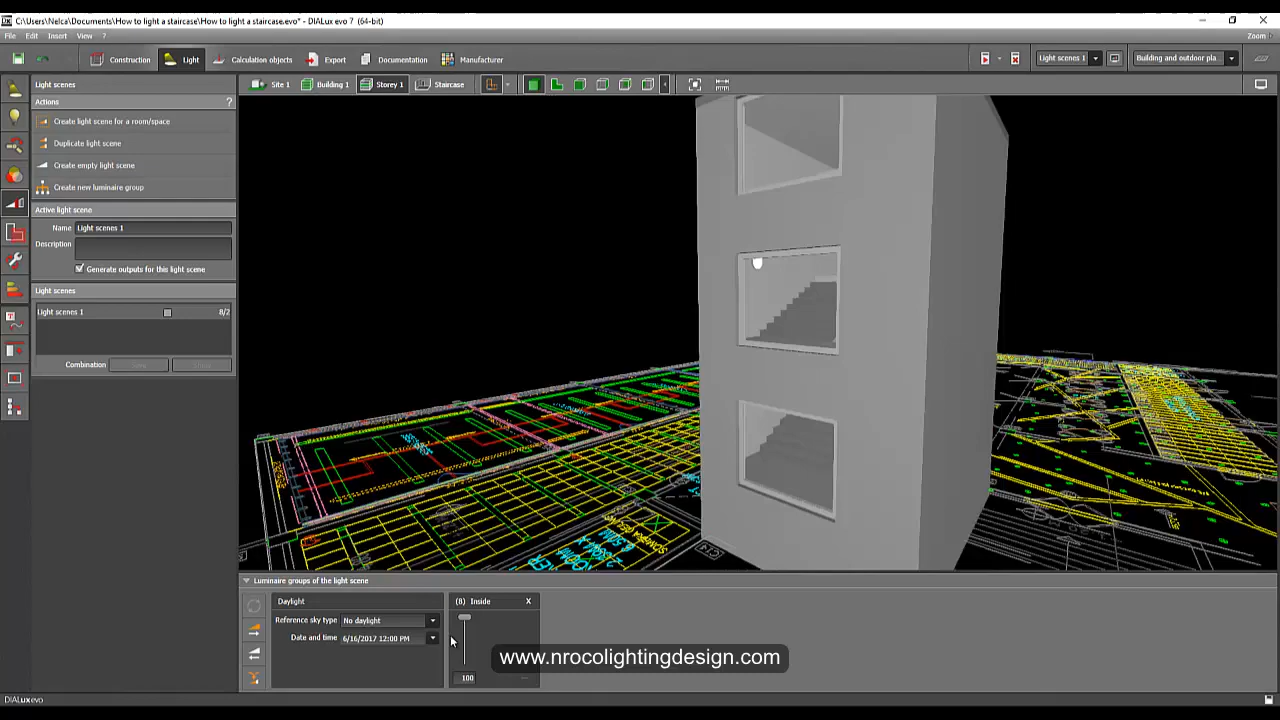 C:\Users\Nelca\Documents\How to light a staircase\How to light a staircase.evo* - DIALux evo 7 (64-bit)
File Edit Insert View ?
Zoom
Construction Light Calculation objects Export Documentation Manufacturer
Light scenes 1
Building and outdoor pla
Light scenes
Site 1 Building 1 Storey 1 Staircase
Actions ?
Create light scene for a room/space
Duplicate light scene
Create empty light scene
Create new luminaire group
Active light scene
Name Light scenes 1
Description
Generate outputs for this light scene
Light scenes
Light scenes 1 8/2
Combination
Luminaire groups of the light scene
Daylight
Reference sky type No daylight
Date and time 6/16/2017 12:00 PM
(8) Inside X
100
www.nrocolightingdesign.com
DIALux evo